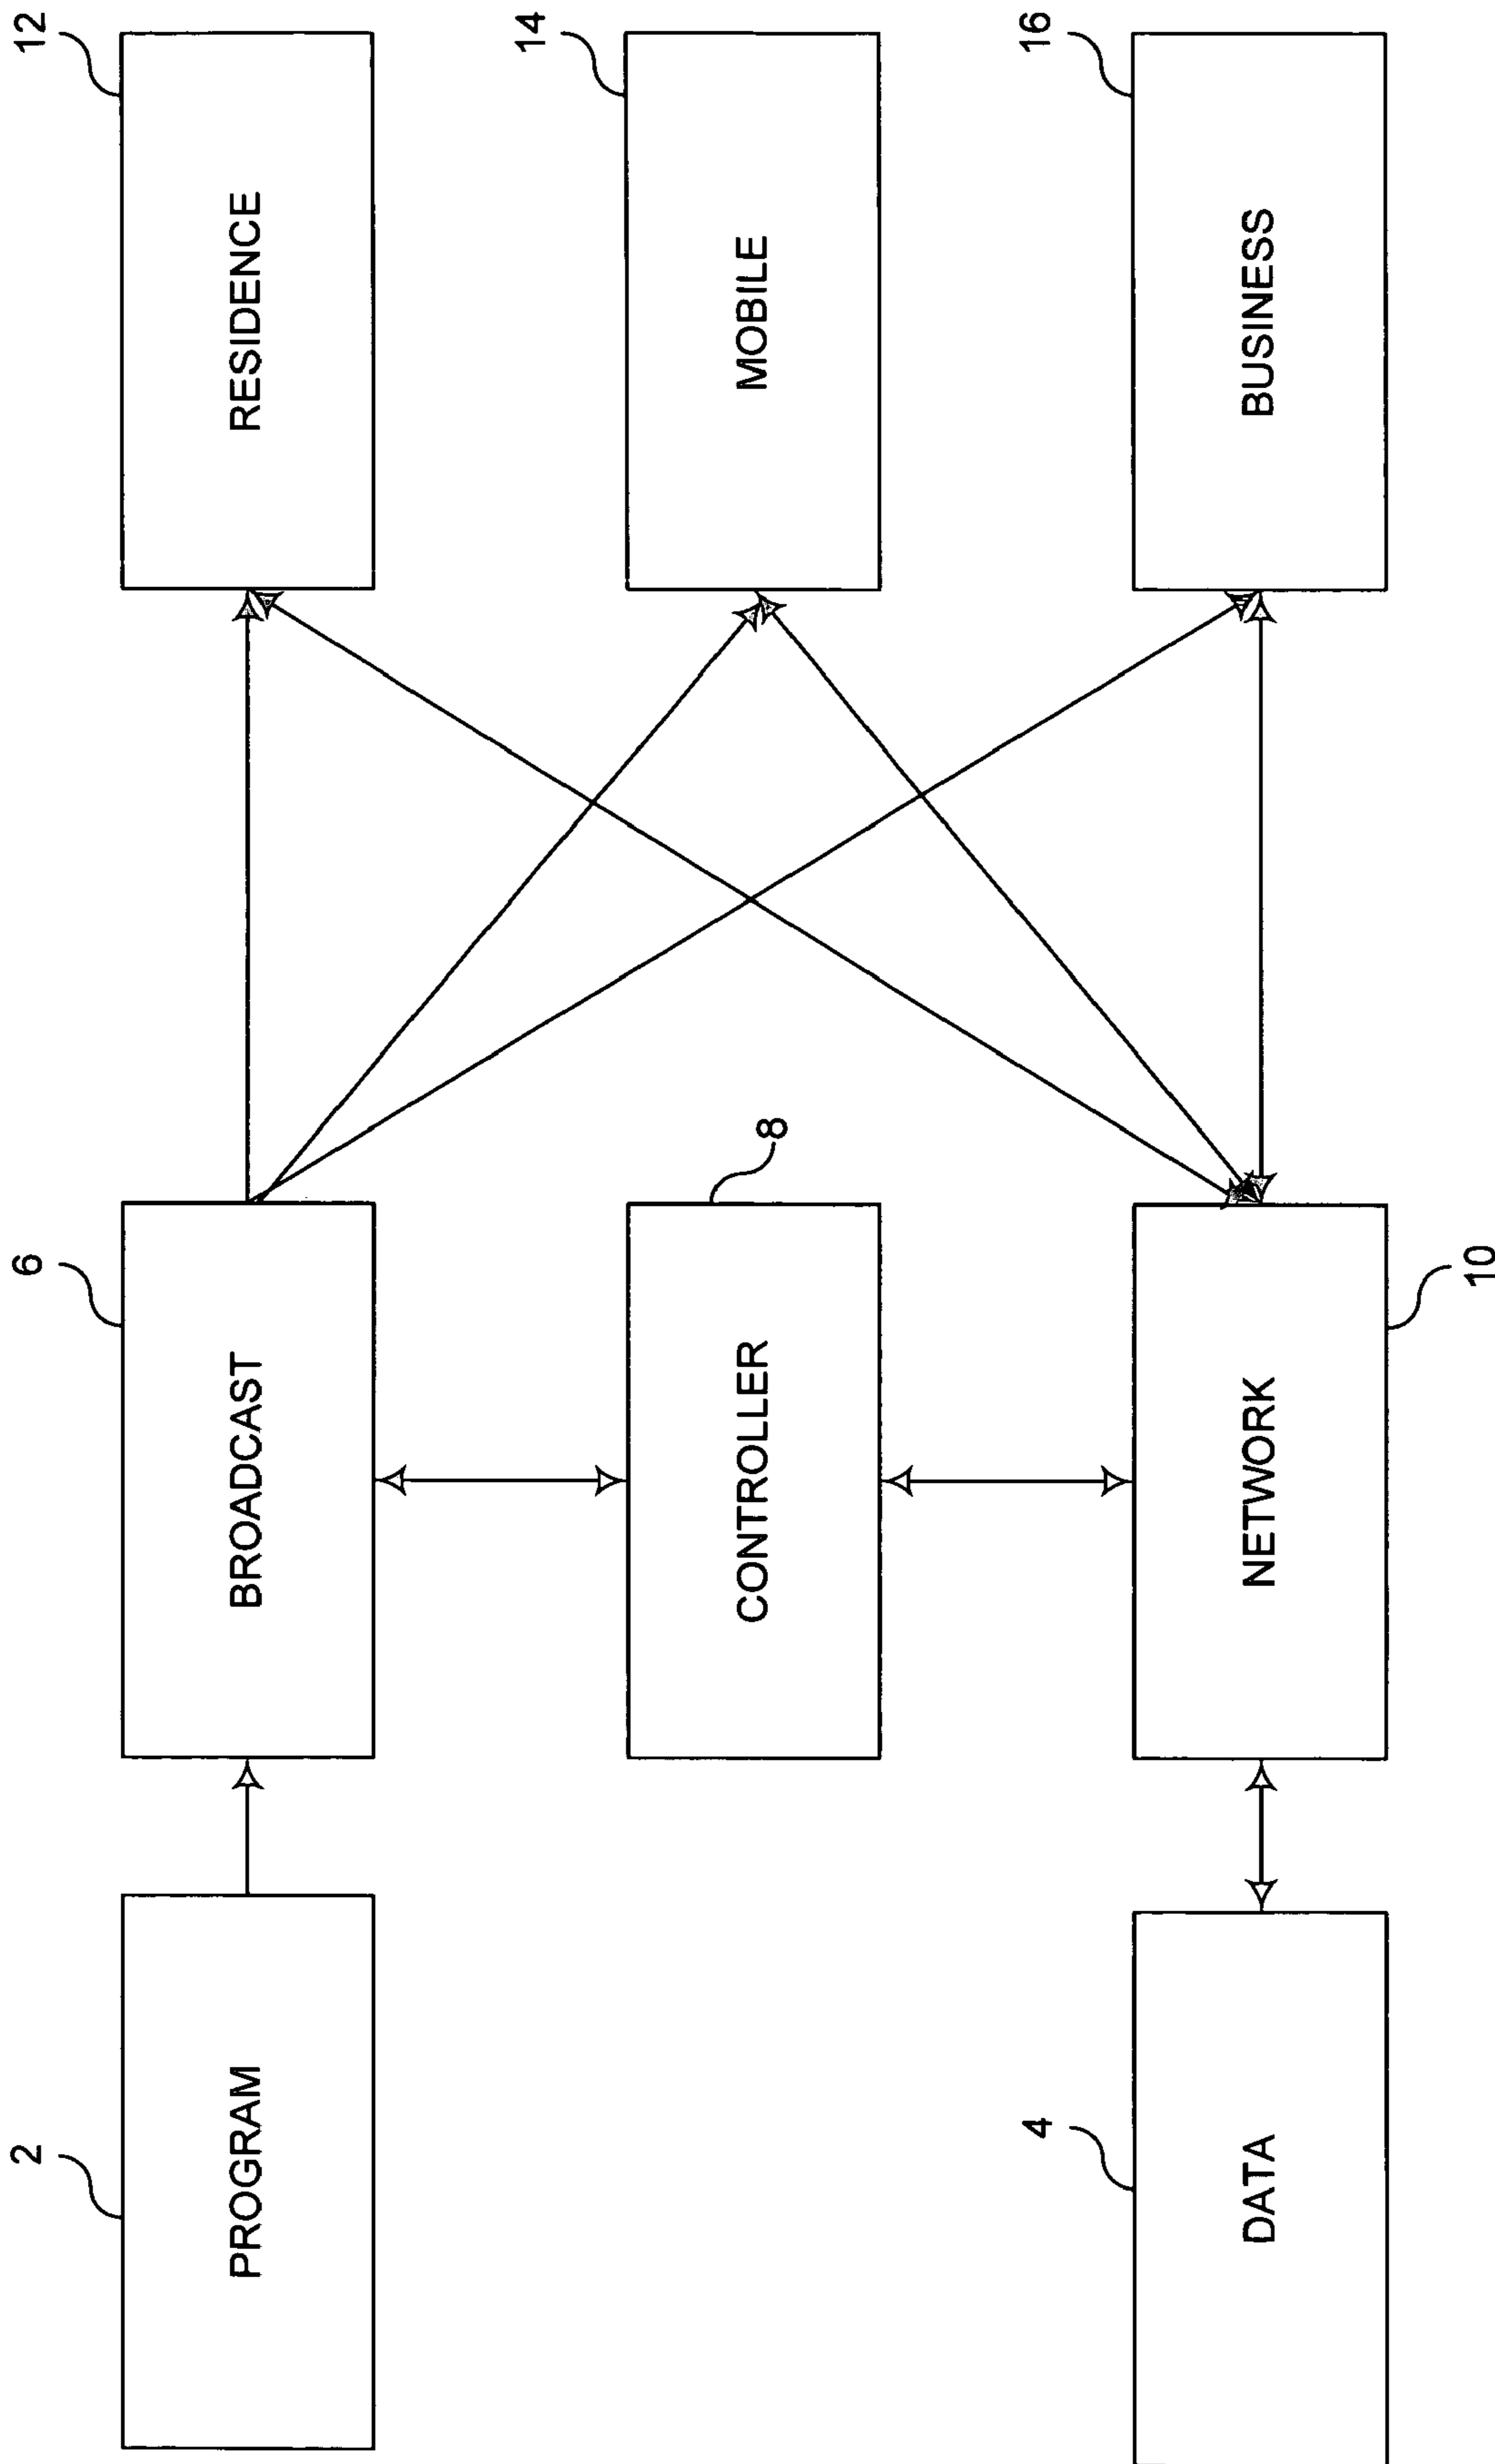 2
PROGRAM
6
BROADCAST
12
RESIDENCE
8
CONTROLLER
14
MOBILE
4
DATA
10
NETWORK
16
BUSINESS